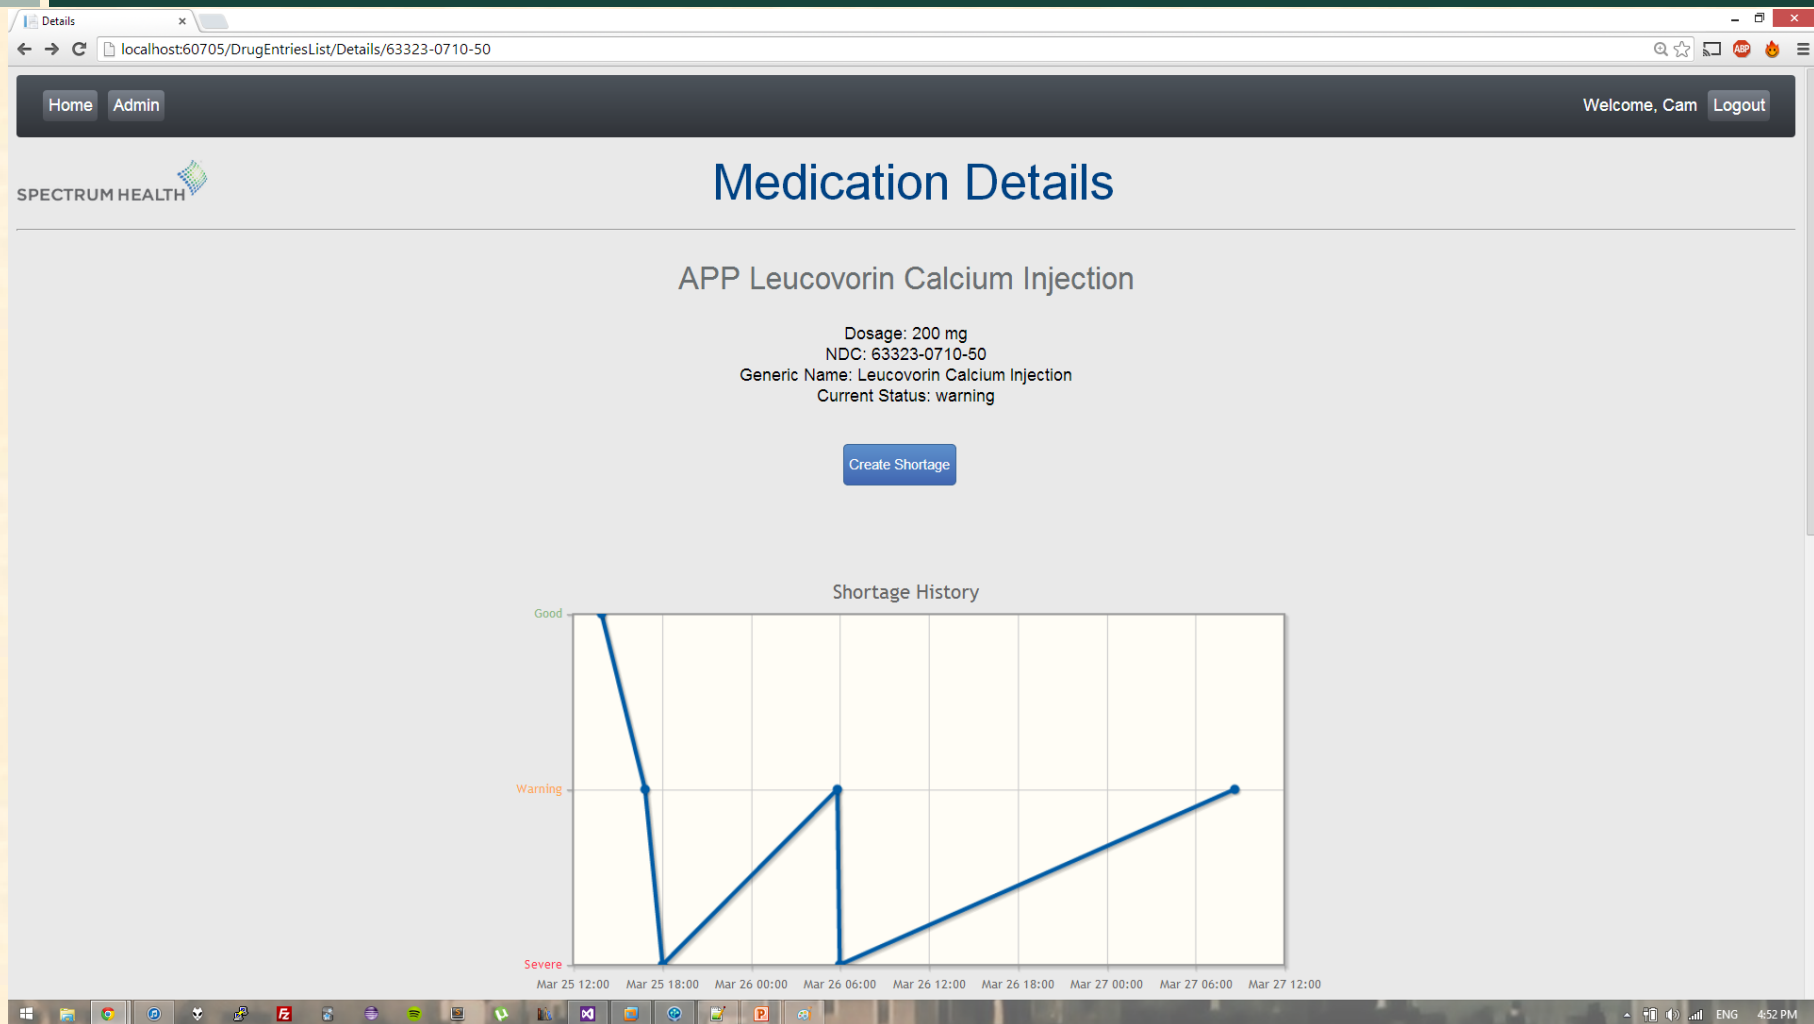 Details
localhost:60705/DrugEntriesList/Details/63323-0710-50
ABP
Home Admin Welcome, Cam Logout
SPECTRUM HEALTH
Medication Details
APP Leucovorin Calcium Injection
Dosage: 200 mg
NDC: 63323-0710-50
Generic Name: Leucovorin Calcium Injection
Current Status: warning
Create Shortage
Shortage History
Good
Warning
Severe
Mar 25 12:00 Mar 25 18:00 Mar 26 00:00 Mar 26 06:00 Mar 26 12:00 Mar 26 18:00 Mar 27 00:00 Mar 27 06:00 Mar 27 12:00
ENG 4:52 PM